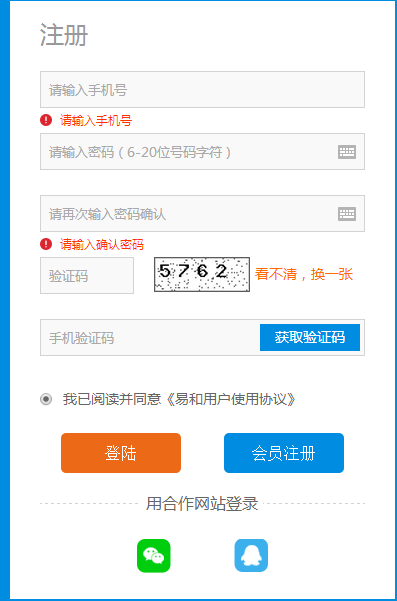 注册
请输入手机号
请输入手机号
请输入密码（6-20位号码字符）
请再次输入密码确认
请输入确认密码
验证码 5762 看不清，换一张
手机验证码 获取验证码
我已阅读并同意《易和用户使用协议》
登陆 会员注册
用合作网站登录